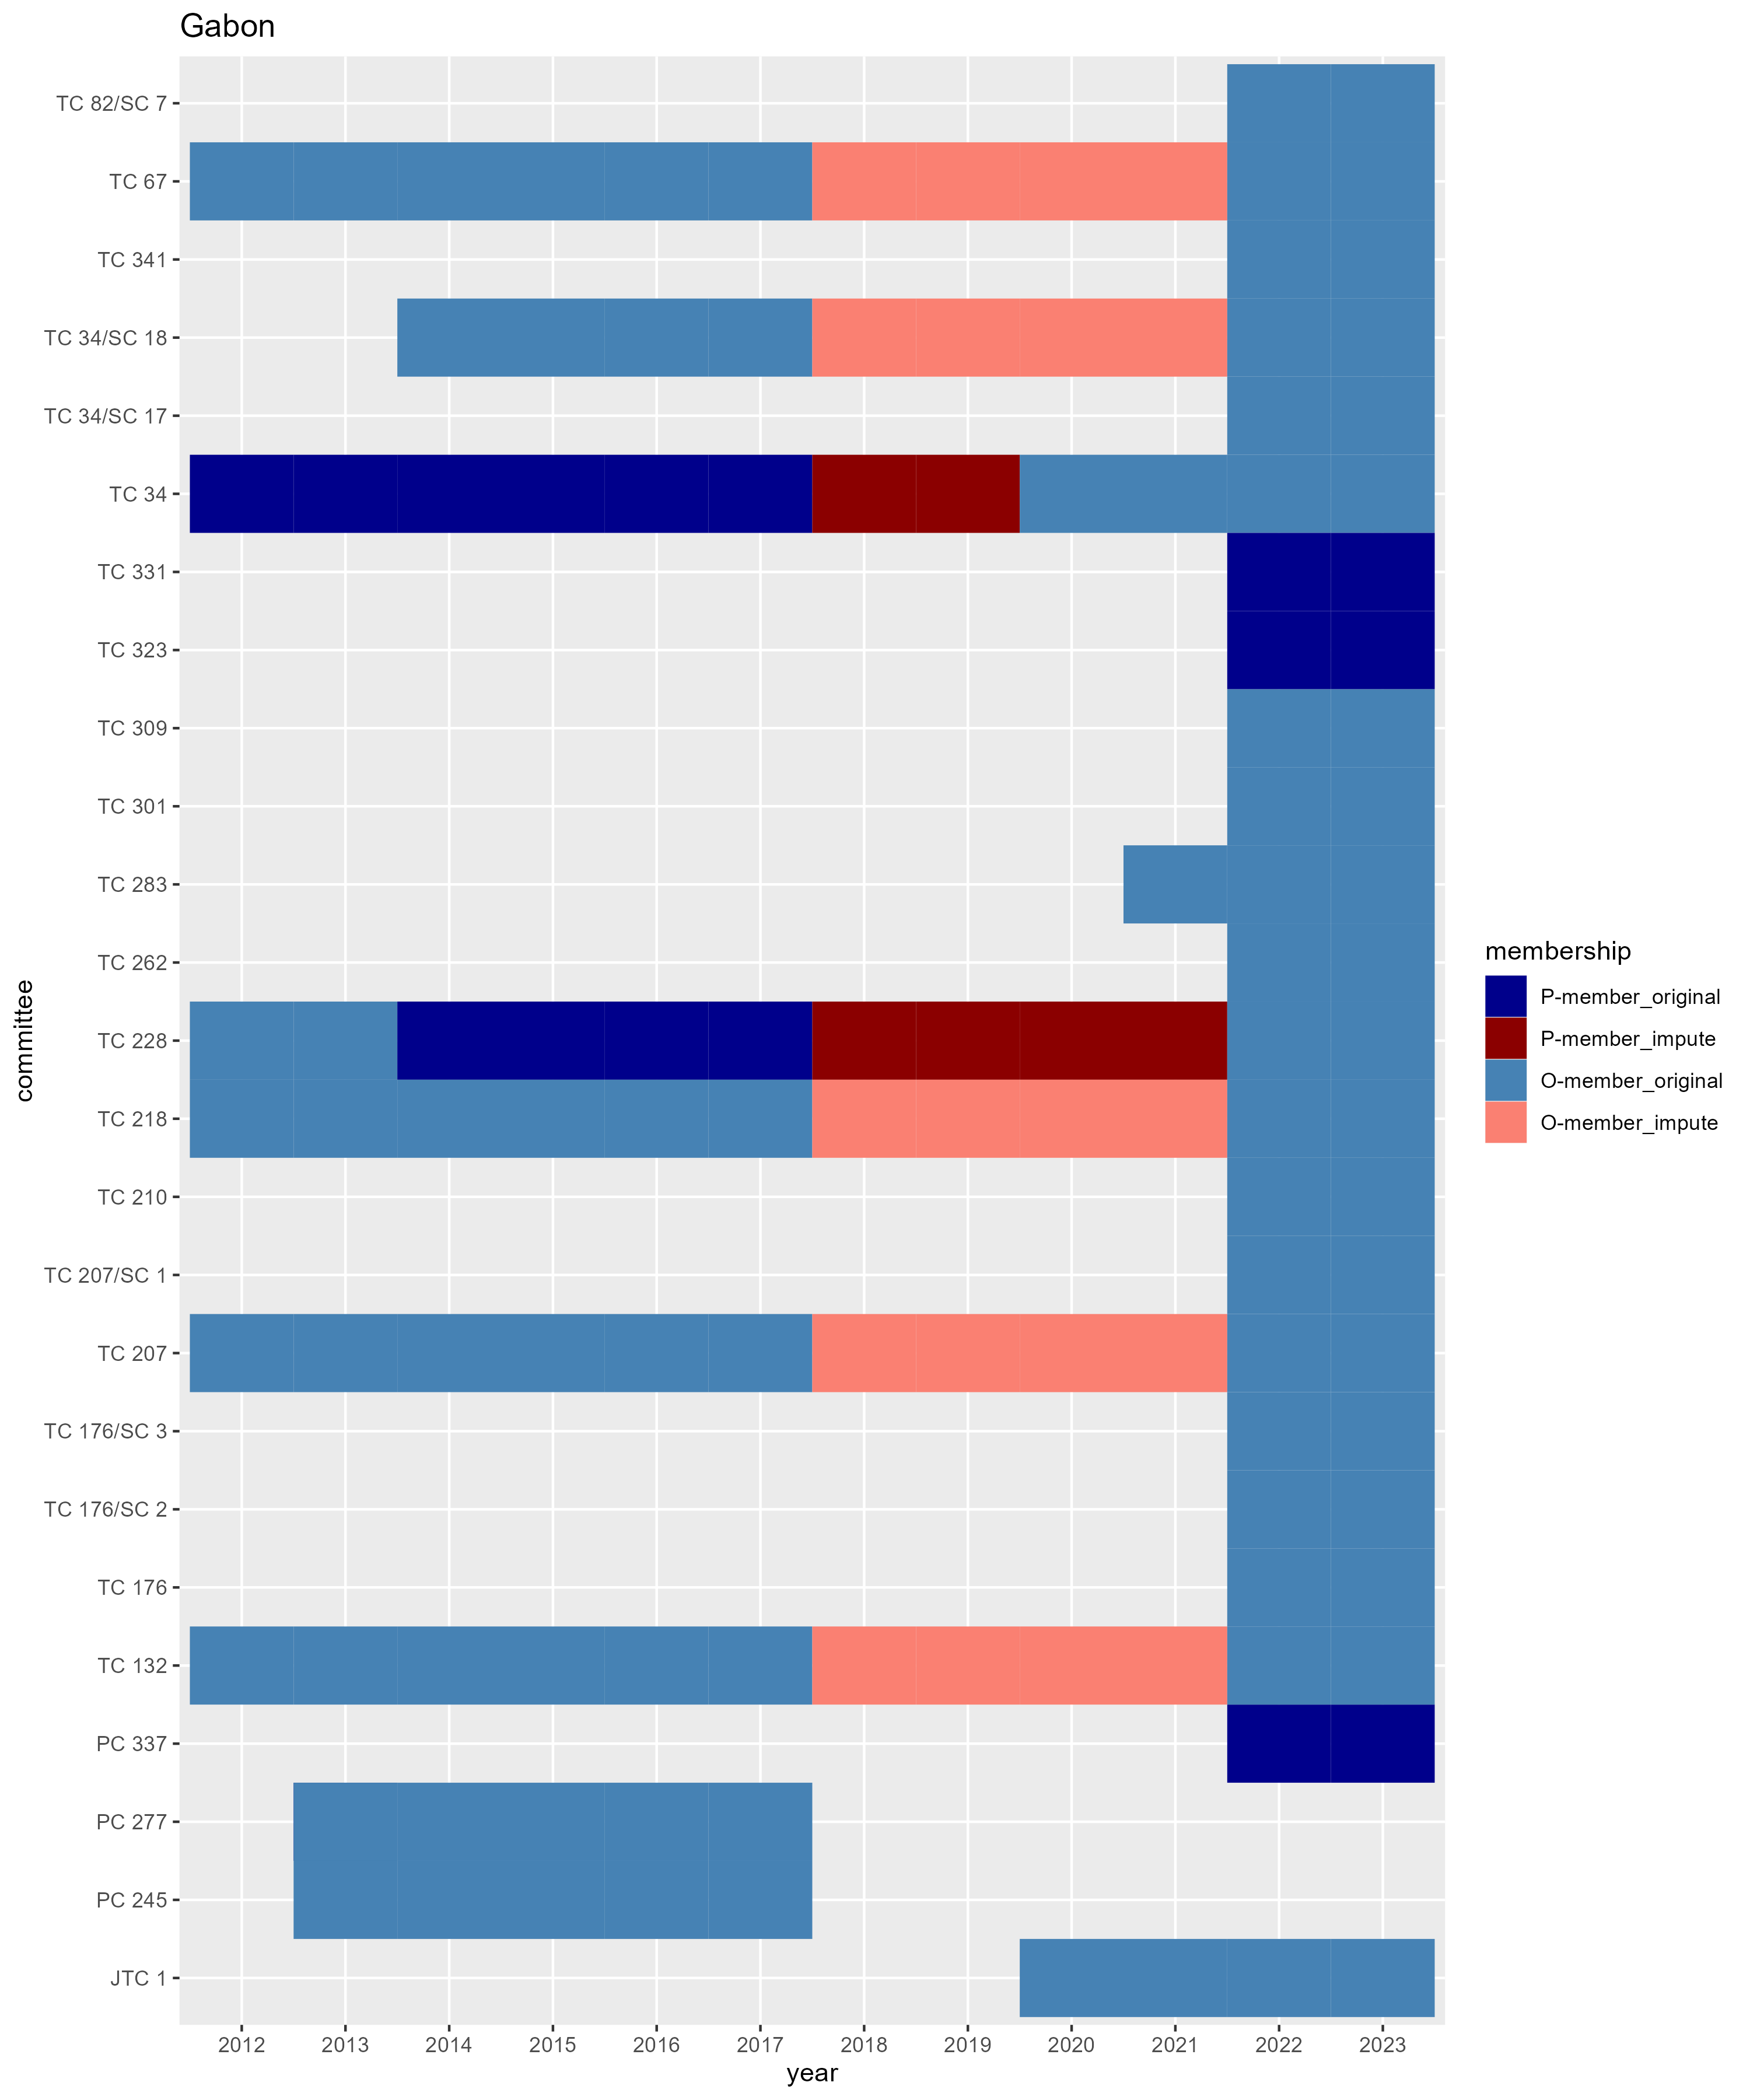 Gabon
TC 82/SC 7
TC 67
TC 341
TC 34/SC 18
TC 34/SC 17
TC 34
TC 331
TC 323
TC 309
TC 301
TC 283
TC 262
TC 228
TC 218
TC 210
TC 207/SC 1
TC 207
TC 176/SC 3
TC 176/SC 2
TC 176
TC 132
PC 337
PC 277
PC 245
JTC 1
committee
2012 2013 2014 2015 2016 2017 2018 2019 2020 2021 2022 2023
year
membership
P-member_original
P-member_impute
O-member_original
O-member_impute